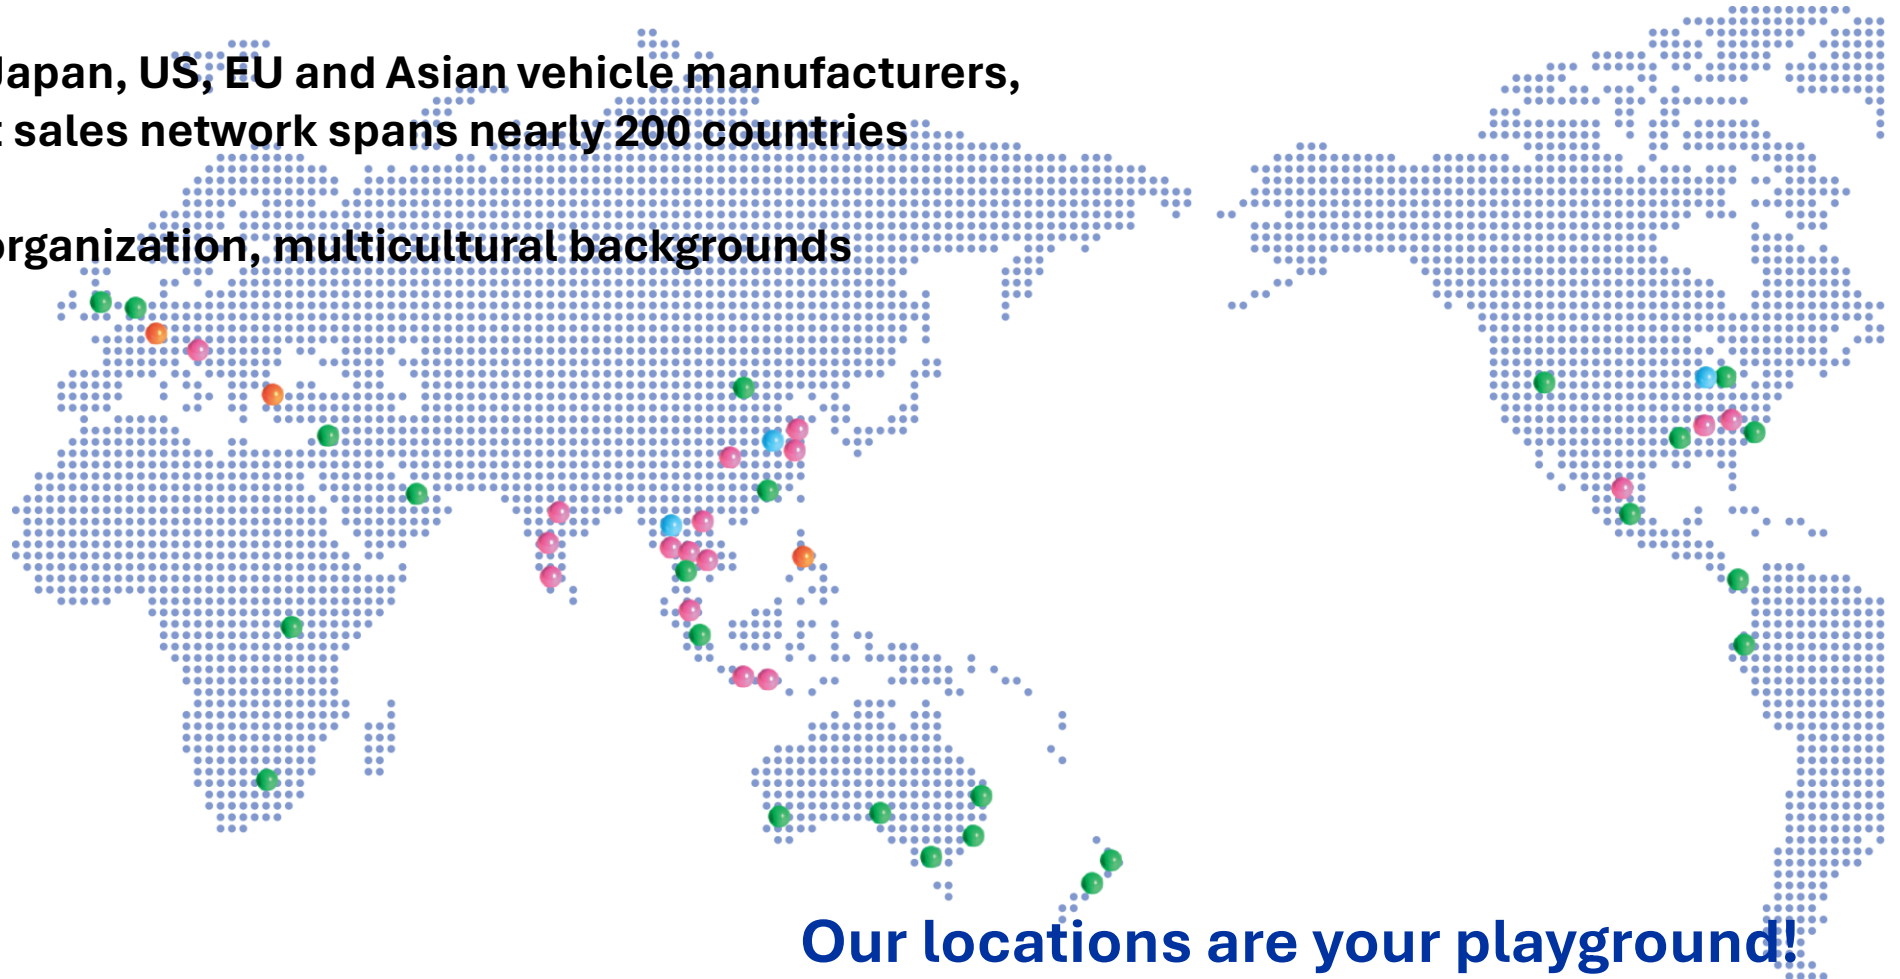 Japan, US, EU and Asian vehicle manufacturers,
sales network spans nearly 200 countries
organization, multicultural backgrounds
Our locations are your playground!